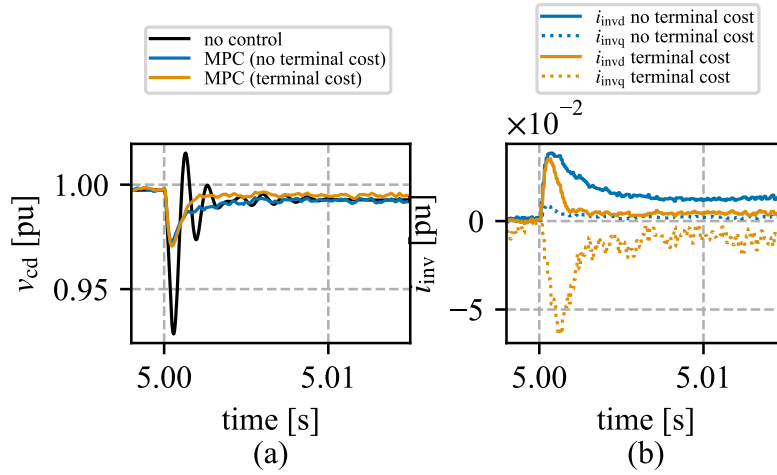 no control
MPC (no terminal cost)
MPC (terminal cost)
i_invd no terminal cost
i_invq no terminal cost
i_invd terminal cost
i_invq terminal cost
×10⁻²
1.00
0.95
v_cd [pu]
5.00
5.01
time [s]
(a)
0
−5
i_inv [pu]
5.00
5.01
time [s]
(b)